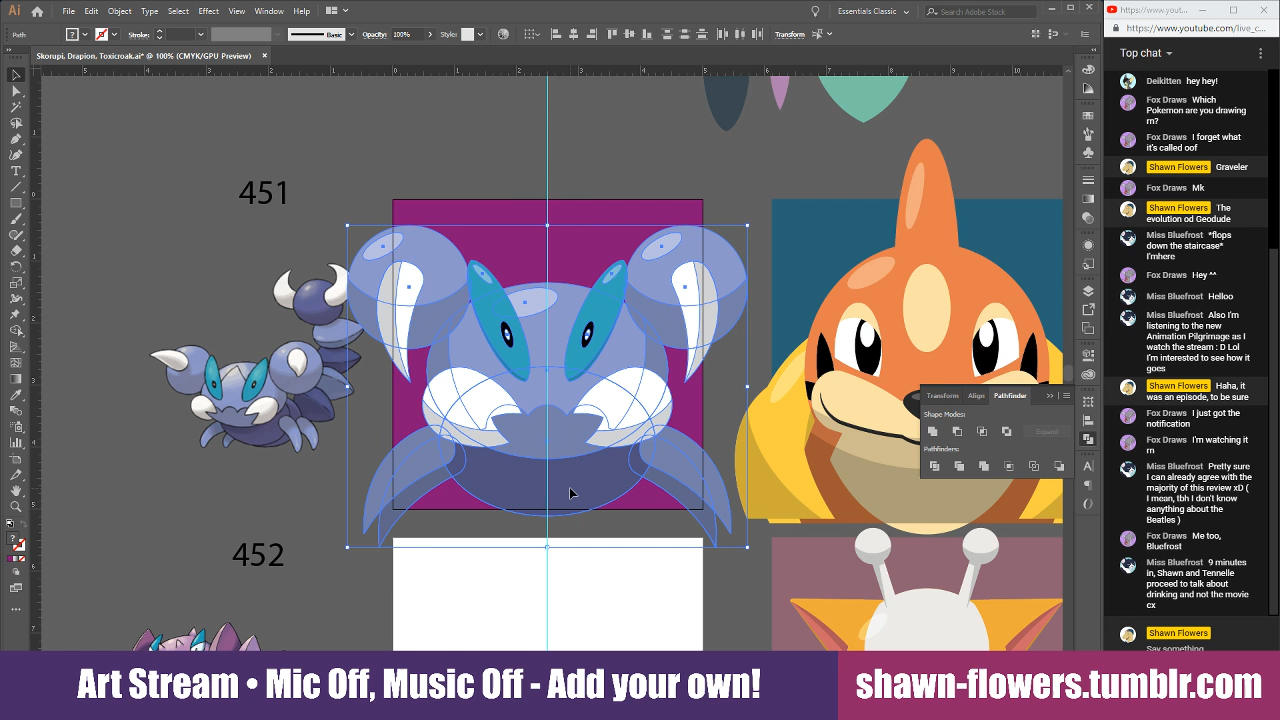 Ai
File Edit Object Type Select Effect View Window Help
Essentials Classic
Search Adobe Stock
Path
Stroke:
Basic
Opacity: 100%
Style:
Transform
Skorupi, Drapion, Toxicroak.ai* @ 100% (CMYK/GPU Preview)
451
452
Transform Align Pathfinder
Shape Modes:
Expand
Pathfinders:
https://www.yout...
https://www.youtube.com/live_c...
Top chat
Deikitten hey hey!
Fox Draws Which
Pokemon are you drawing
rn?
Fox Draws I forget what
it's called oof
Shawn Flowers Graveler
Fox Draws Mk
Shawn Flowers The
evolution od Geodude
Miss Bluefrost *flops
down the staircase*
I'mhere
Fox Draws Hey ^^
Miss Bluefrost Helloo
Miss Bluefrost Also I'm
listening to the new
Animation Pilgrimage as I
watch the stream : D Lol
I'm interested to see how it
goes
Shawn Flowers Haha, it
was an episode, to be sure
Fox Draws I just got the
notification
Fox Draws I'm watching it
rn
Miss Bluefrost Pretty sure
I can already agree with the
majority of this review xD (
I mean, tbh I don't know
aanything about the
Beatles )
Fox Draws Me too,
Bluefrost
Miss Bluefrost 9 minutes
in, Shawn and Tennelle
proceed to talk about
drinking and not the movie
cx
Shawn Flowers
Say something...
Art Stream • Mic Off, Music Off - Add your own!
shawn-flowers.tumblr.com